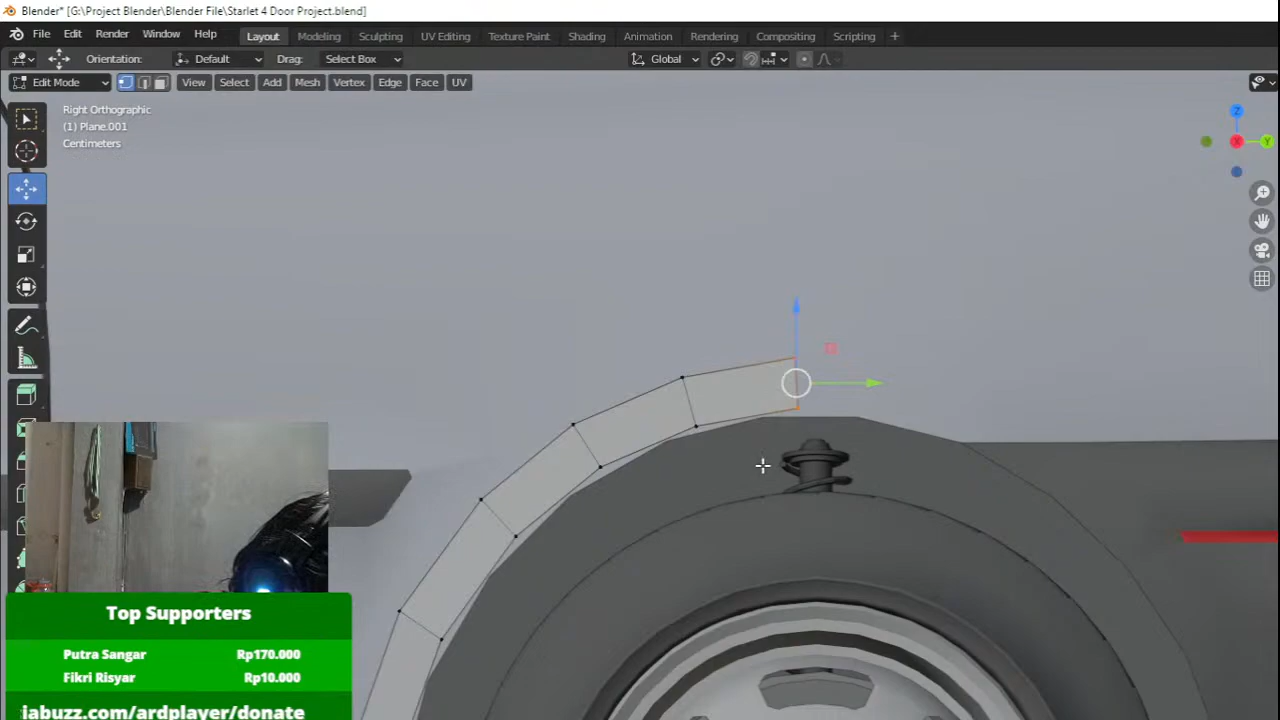 Blender* [G:\Project Blender\Blender File\Starlet 4 Door Project.blend]
File Edit Render Window Help Layout Modeling Sculpting UV Editing Texture Paint Shading Animation Rendering Compositing Scripting +
Orientation: Default Drag: Select Box Global
Edit Mode View Select Add Mesh Vertex Edge Face UV
Right Orthographic
(1) Plane.001
Centimeters
Z
X
Y
Top Supporters
Putra Sangar Rp170.000
Fikri Risyar Rp10.000
iabuzz.com/ardplayer/donate